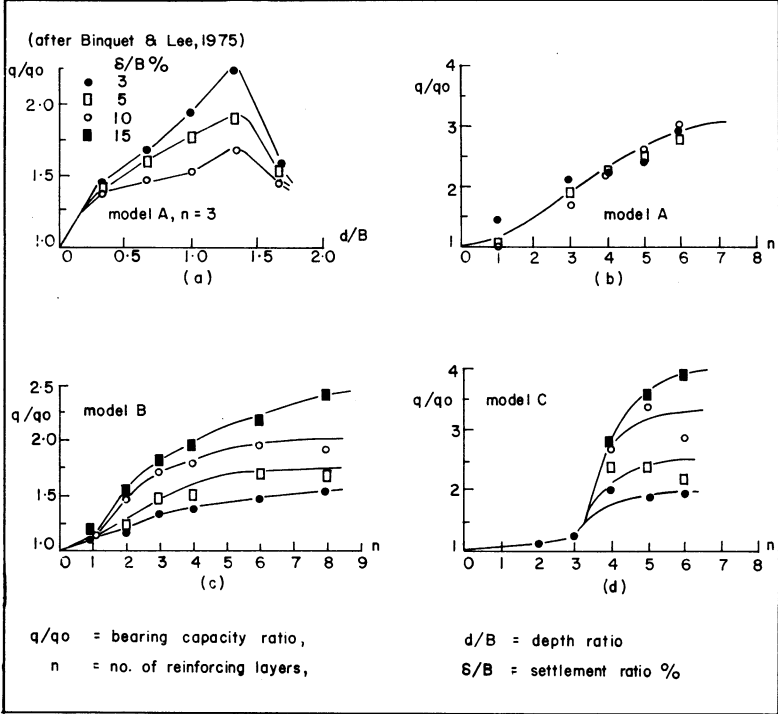 (after Binquet & Lee,1975)
q/qo
δ/B %
3
5
10
15
2·0
1·5
1·0
model A, n = 3
0 0·5 1·0 1·5 2·0
d/B
(a)
q/qo
4
3
2
1
model A
0 1 2 3 4 5 6 7 8 n
(b)
q/qo
2·5
2·0
1·5
1·0
model B
0 1 2 3 4 5 6 7 8 9
n
(c)
q/qo
4
3
2
1
model C
0 1 2 3 4 5 6 7 8
n
(d)
q/qo = bearing capacity ratio,
n = no. of reinforcing layers,
d/B = depth ratio
δ/B = settlement ratio %